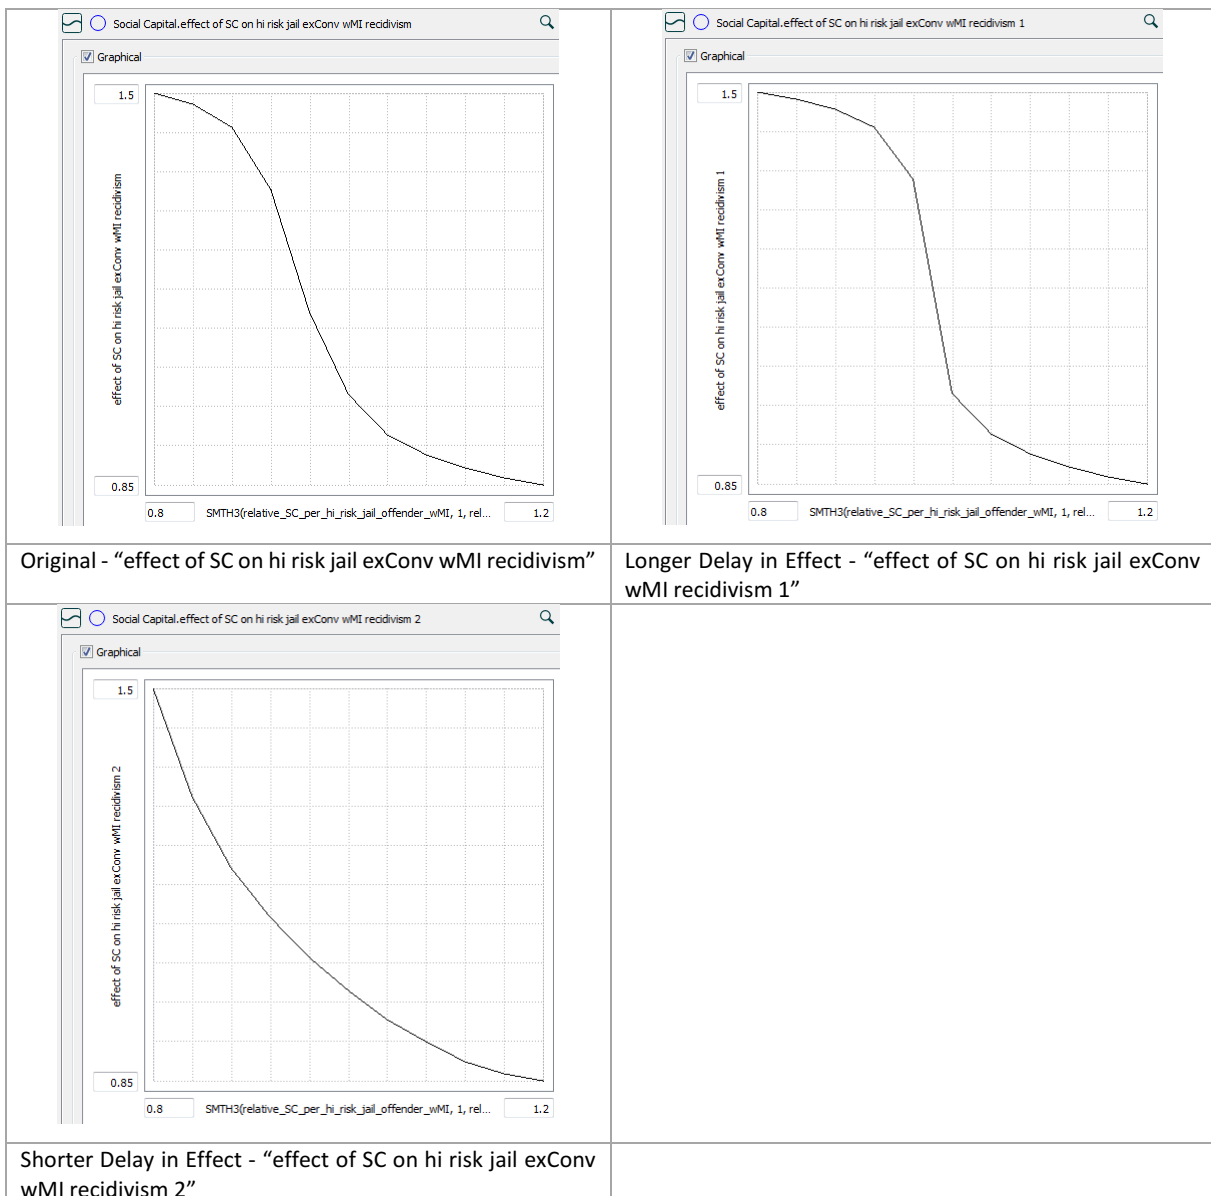 Social Capital.effect of SC on hi risk jail exConv wMI recidivism
Graphical
1.5
effect of SC on hi risk jail exConv wMI recidivism
0.85
0.8
SMTH3(relative_SC_per_hi_risk_jail_offender_wMI, 1, rel...
1.2
Original - “effect of SC on hi risk jail exConv wMI recidivism”
Social Capital.effect of SC on hi risk jail exConv wMI recidivism 1
Graphical
1.5
effect of SC on hi risk jail exConv wMI recidivism 1
0.85
0.8
SMTH3(relative_SC_per_hi_risk_jail_offender_wMI, 1, rel...
1.2
Longer Delay in Effect - “effect of SC on hi risk jail exConv
wMI recidivism 1”
Social Capital.effect of SC on hi risk jail exConv wMI recidivism 2
Graphical
1.5
effect of SC on hi risk jail exConv wMI recidivism 2
0.85
0.8
SMTH3(relative_SC_per_hi_risk_jail_offender_wMI, 1, rel...
1.2
Shorter Delay in Effect - “effect of SC on hi risk jail exConv
wMI recidivism 2”